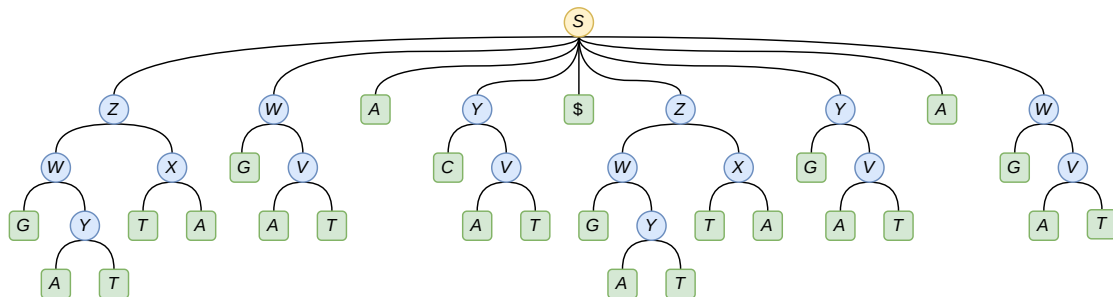 S
Z W A Y $ Z Y A W
W X G V C V W X G V G V
G Y T A A T A T G Y T A A T A T
A T A T